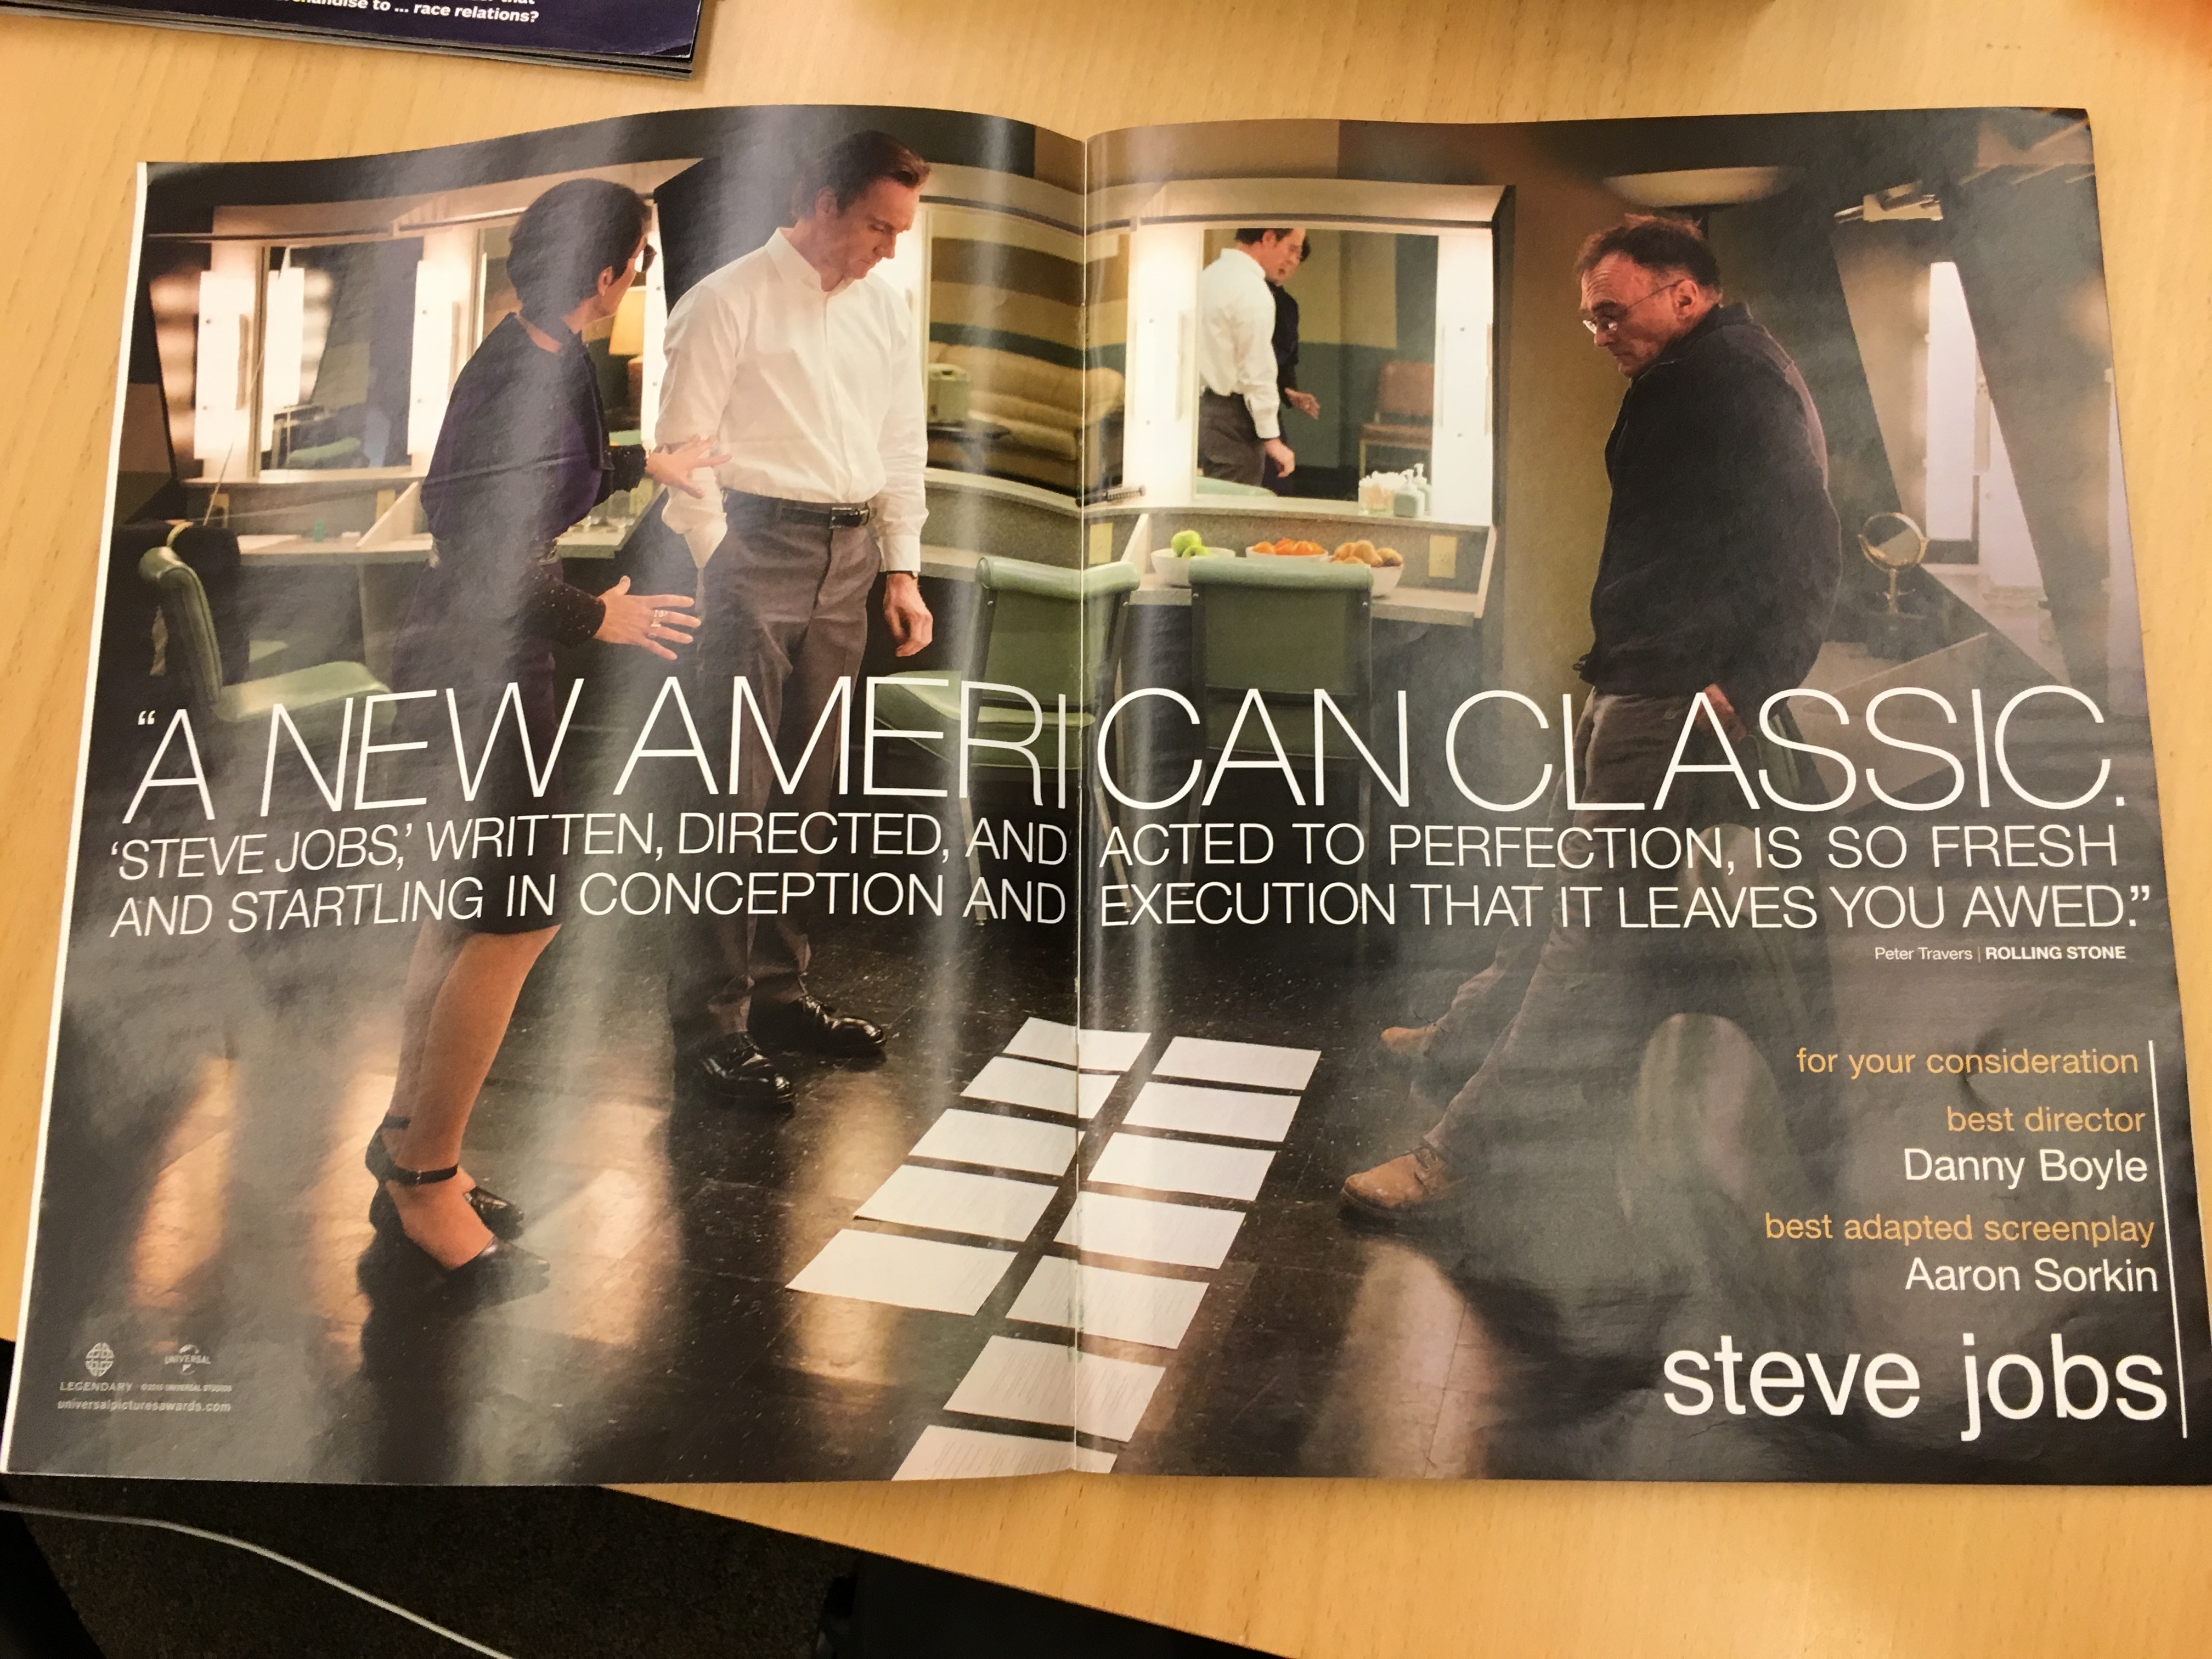 handise to ... race relations?
“A NEW AMERICAN CLASSIC.
‘STEVE JOBS,’ WRITTEN, DIRECTED, AND ACTED TO PERFECTION, IS SO FRESH
AND STARTLING IN CONCEPTION AND EXECUTION THAT IT LEAVES YOU AWED.”
Peter Travers | ROLLING STONE
for your consideration
best director
Danny Boyle
best adapted screenplay
Aaron Sorkin
steve jobs
UNIVERSAL
LEGENDARY ©2015 UNIVERSAL STUDIOS
universalpicturesawards.com